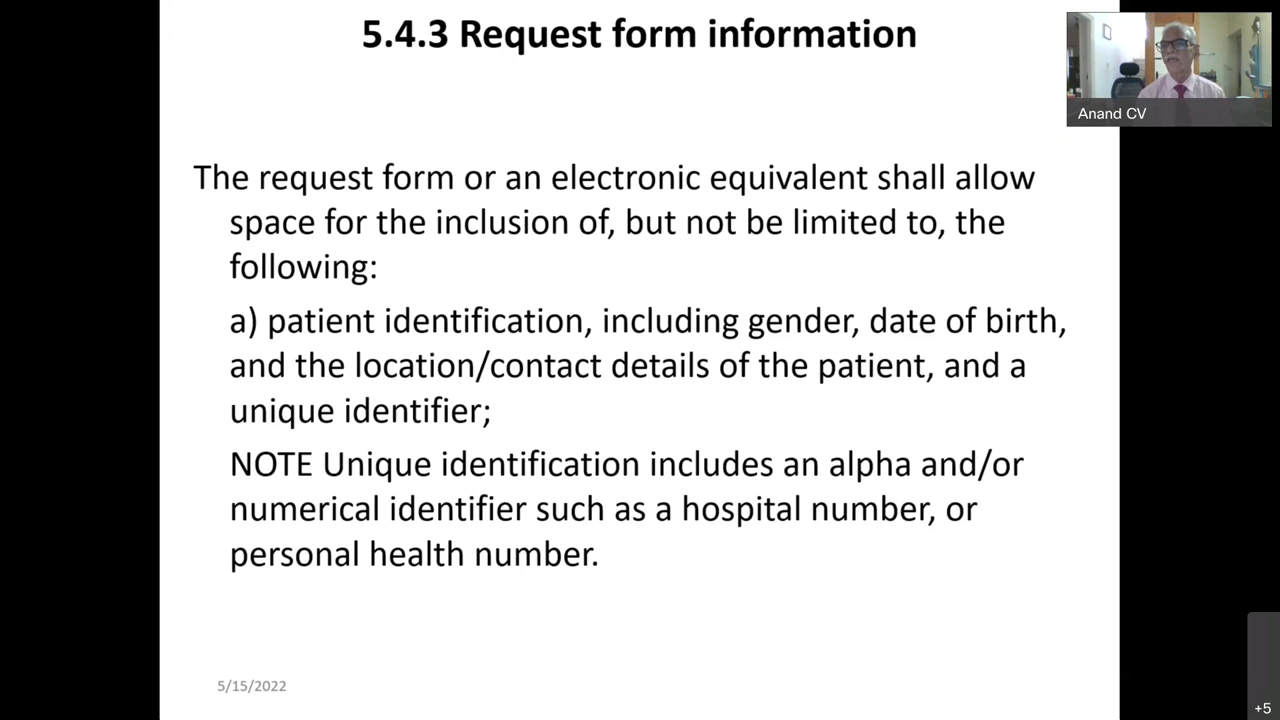 5.4.3 Request form information
Anand CV
The request form or an electronic equivalent shall allow
space for the inclusion of, but not be limited to, the
following:
a) patient identification, including gender, date of birth,
and the location/contact details of the patient, and a
unique identifier;
NOTE Unique identification includes an alpha and/or
numerical identifier such as a hospital number, or
personal health number.
5/15/2022
+5